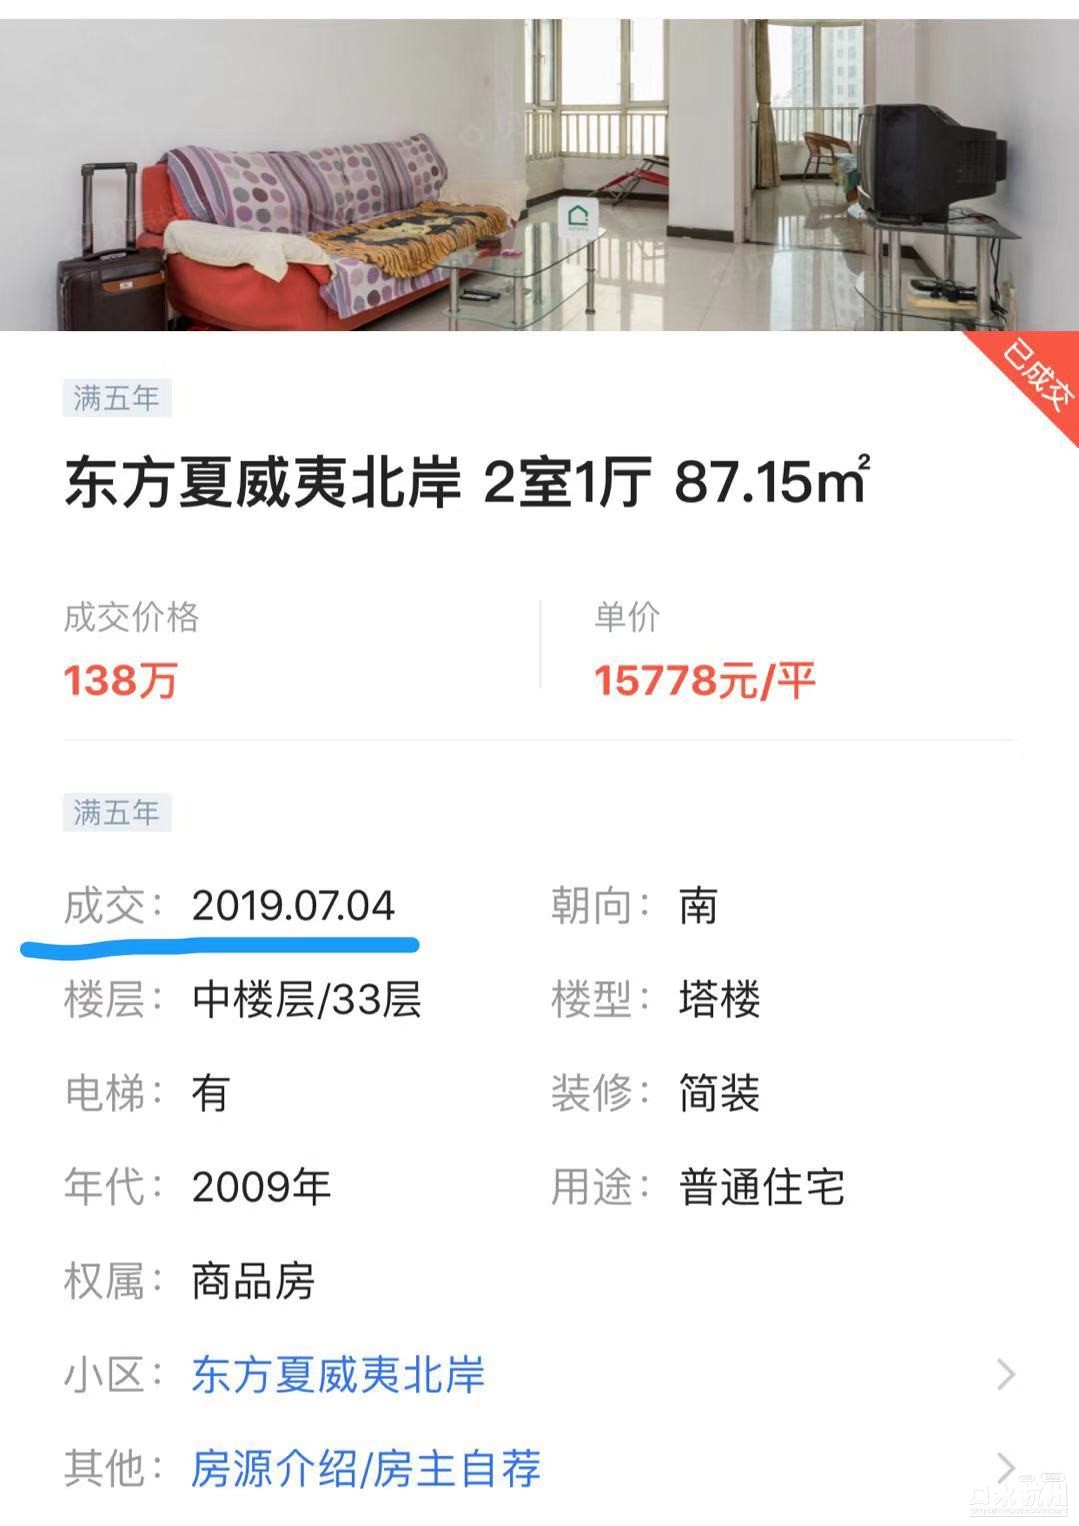 已成交
满五年
东方夏威夷北岸 2室1厅 87.15㎡
成交价格
单价
138万
15778元/平
满五年
成交：2019.07.04
朝向：南
楼层：中楼层/33层
楼型：塔楼
电梯：有
装修：简装
年代：2009年
用途：普通住宅
权属：商品房
小区：东方夏威夷北岸
其他：房源介绍/房主自荐
口水杭州